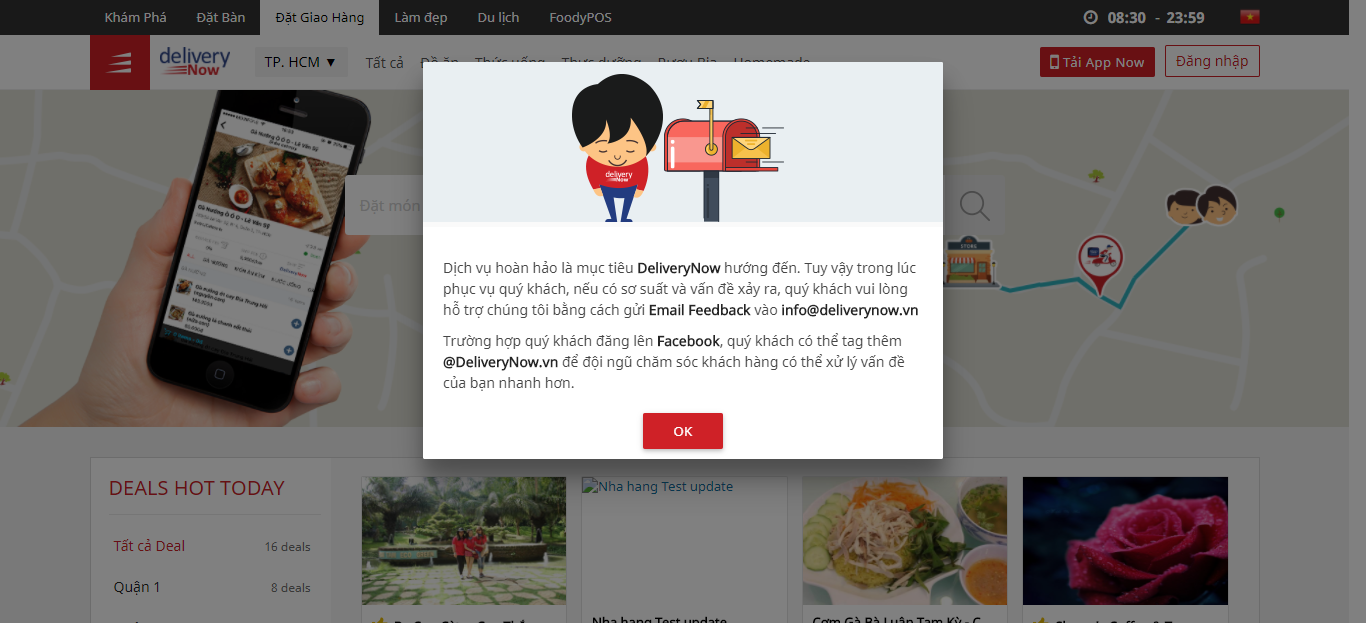 Khám Phá Đặt Bàn Đặt Giao Hàng Làm đẹp Du lịch FoodyPOS 08:30 - 23:59
delivery Now TP. HCM ▼ Tất cả Đồ ăn Thức uống Thực dưỡng Rượu Bia Homemade Tải App Now Đăng nhập
Đặt món
delivery
Now
STORE
Dịch vụ hoàn hảo là mục tiêu DeliveryNow hướng đến. Tuy vậy trong lúc
phục vụ quý khách, nếu có sơ suất và vấn đề xảy ra, quý khách vui lòng
hỗ trợ chúng tôi bằng cách gửi Email Feedback vào info@deliverynow.vn
Trường hợp quý khách đăng lên Facebook, quý khách có thể tag thêm
@DeliveryNow.vn để đội ngũ chăm sóc khách hàng có thể xử lý vấn đề
của bạn nhanh hơn.
OK
DEALS HOT TODAY
Tất cả Deal 16 deals
Quận 1 8 deals
Nha hang Test update
Nha hang Test update
Cơm Gà Bà Luận Tam Kỳ - C